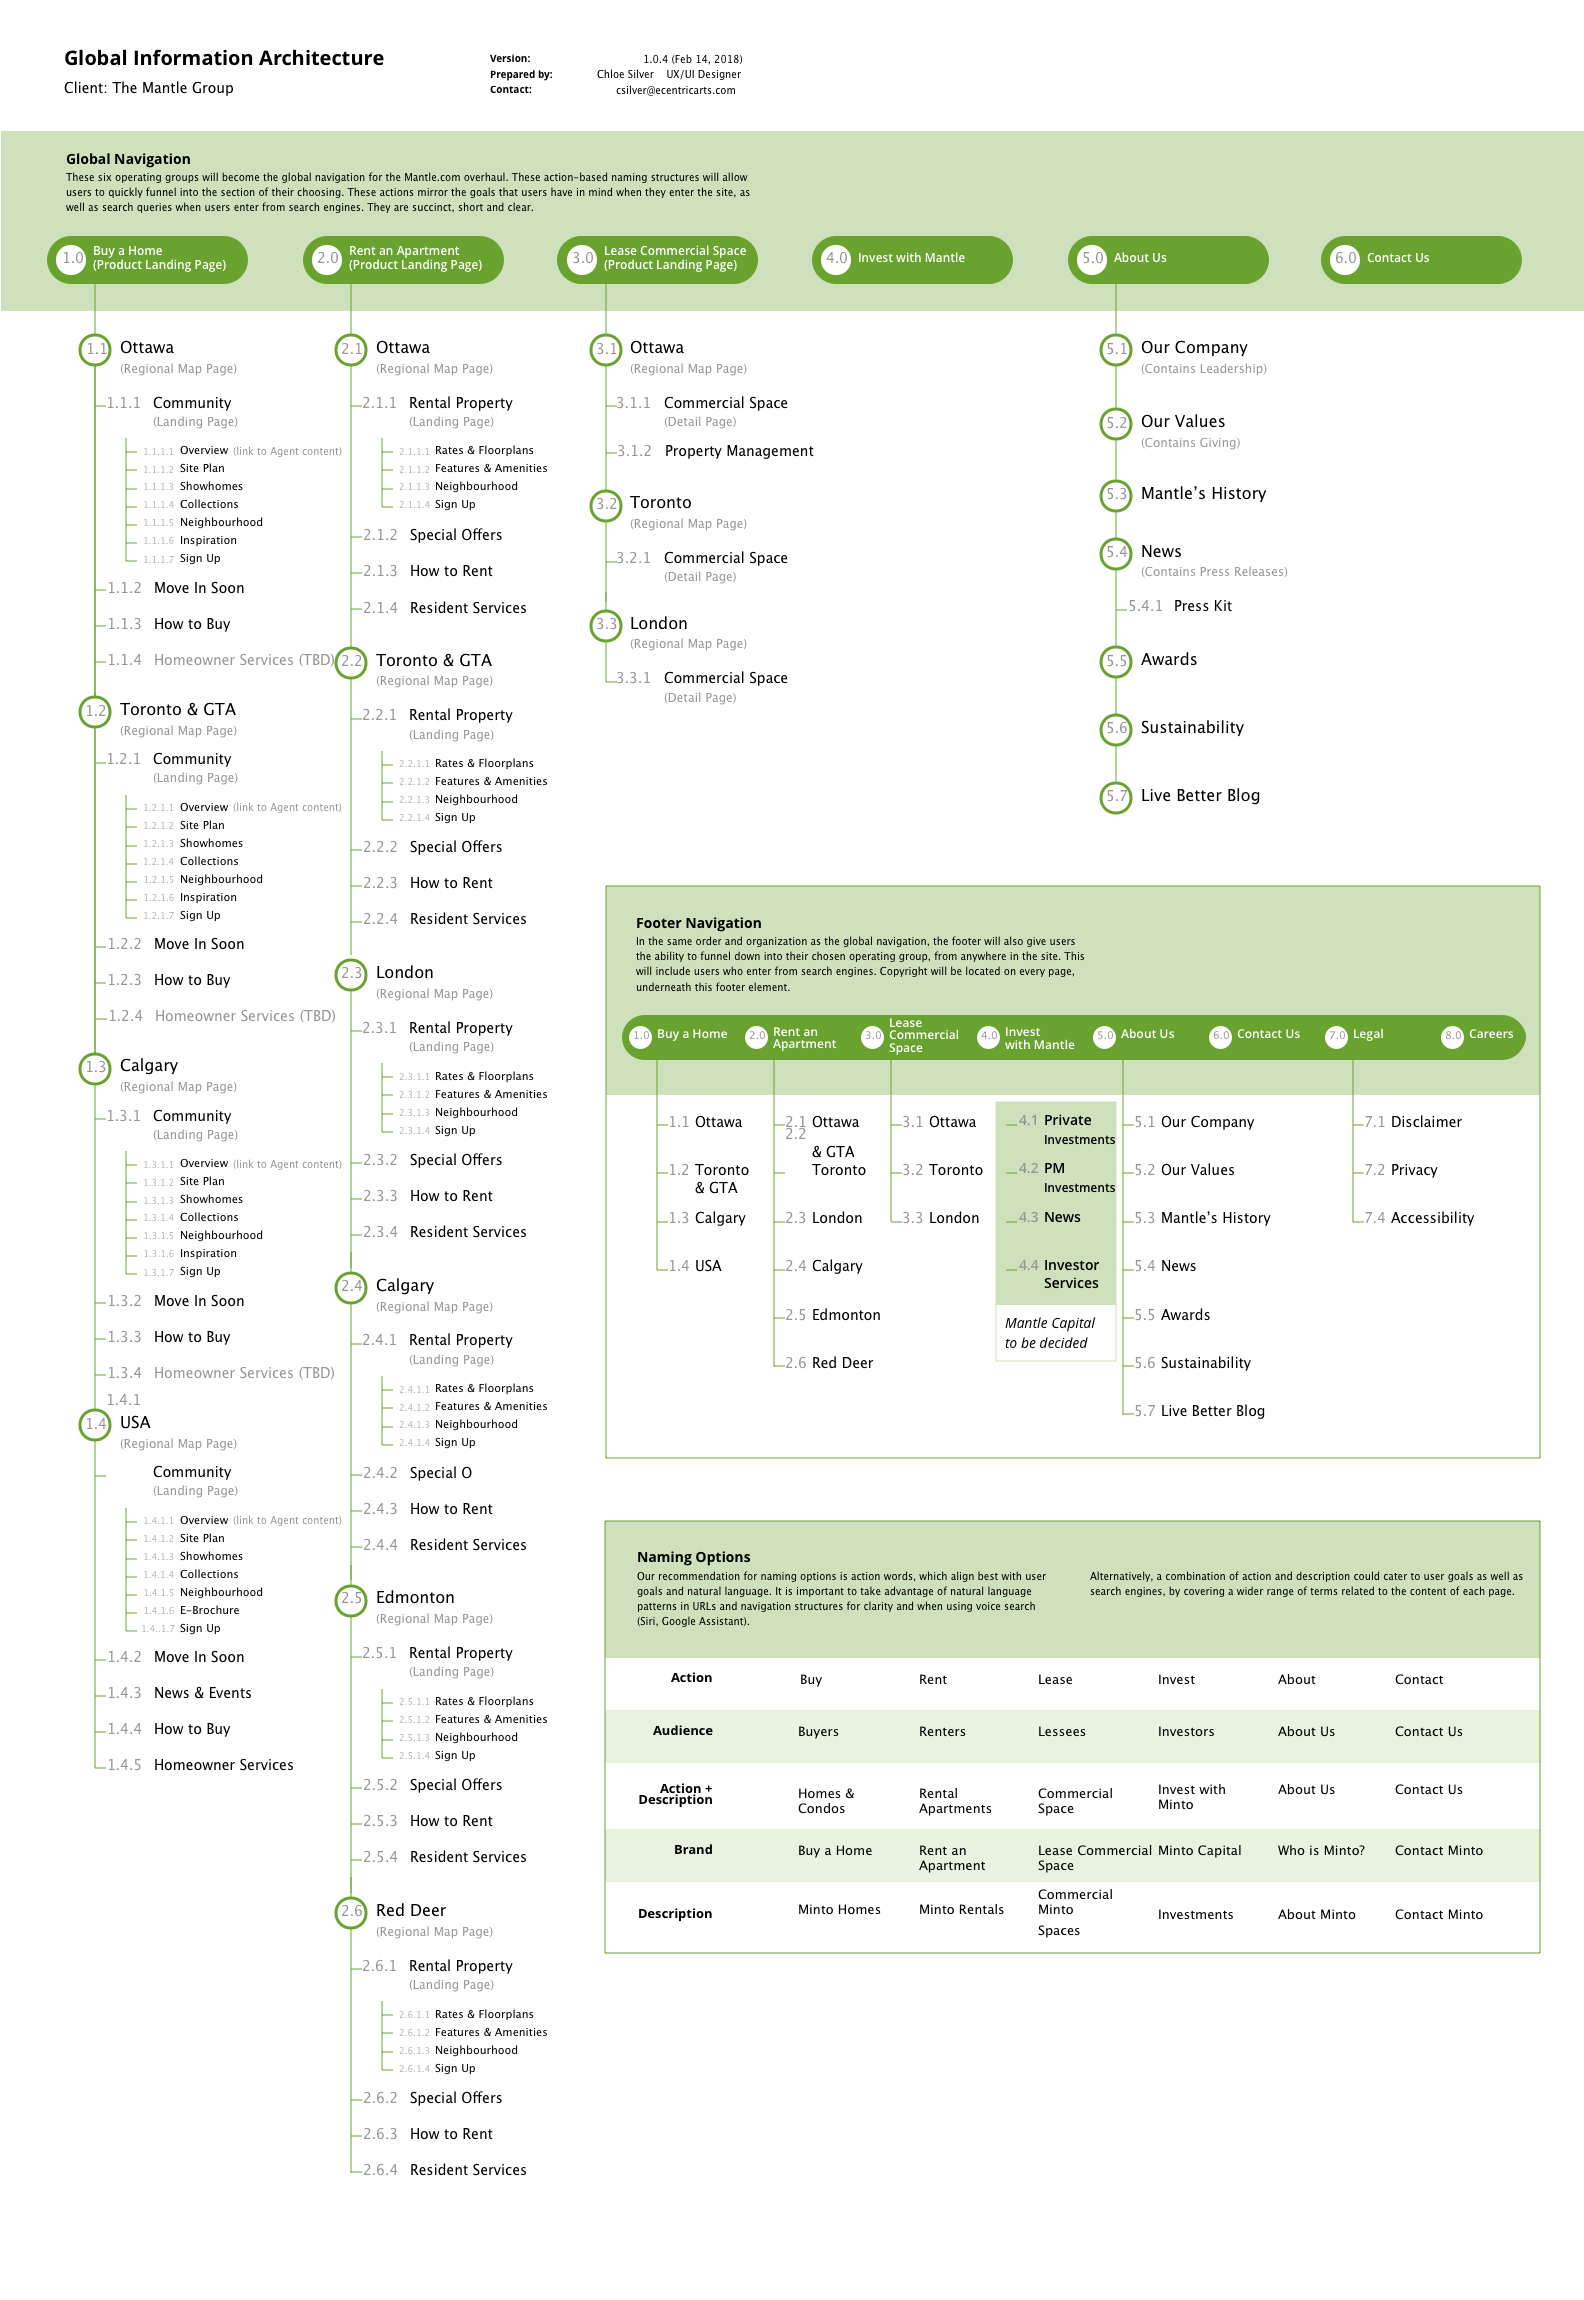 Global Information Architecture
Client: The Mantle Group
Version: 1.0.4 (Feb 14, 2018)
Prepared by: Chloe Silver UX/UI Designer
Contact: csilver@ecentricarts.com
Global Navigation
These six operating groups will become the global navigation for the Mantle.com overhaul. These action-based naming structures will allow
users to quickly funnel into the section of their choosing. These actions mirror the goals that users have in mind when they enter the site, as
well as search queries when users enter from search engines. They are succinct, short and clear.
1.0 Buy a Home
(Product Landing Page)
2.0 Rent an Apartment
(Product Landing Page)
3.0 Lease Commercial Space
(Product Landing Page)
4.0 Invest with Mantle
5.0 About Us
6.0 Contact Us
1.1 Ottawa
(Regional Map Page)
1.1.1 Community
(Landing Page)
1.1.1.1 Overview (link to Agent content)
1.1.1.2 Site Plan
1.1.1.3 Showhomes
1.1.1.4 Collections
1.1.1.5 Neighbourhood
1.1.1.6 Inspiration
1.1.1.7 Sign Up
1.1.2 Move In Soon
1.1.3 How to Buy
1.1.4 Homeowner Services (TBD)
1.2 Toronto & GTA
(Regional Map Page)
1.2.1 Community
(Landing Page)
1.2.1.1 Overview (link to Agent content)
1.2.1.2 Site Plan
1.2.1.3 Showhomes
1.2.1.4 Collections
1.2.1.5 Neighbourhood
1.2.1.6 Inspiration
1.2.1.7 Sign Up
1.2.2 Move In Soon
1.2.3 How to Buy
1.2.4 Homeowner Services (TBD)
1.3 Calgary
(Regional Map Page)
1.3.1 Community
(Landing Page)
1.3.1.1 Overview (link to Agent content)
1.3.1.2 Site Plan
1.3.1.3 Showhomes
1.3.1.4 Collections
1.3.1.5 Neighbourhood
1.3.1.6 Inspiration
1.3.1.7 Sign Up
1.3.2 Move In Soon
1.3.3 How to Buy
1.3.4 Homeowner Services (TBD)
1.4.1
1.4 USA
(Regional Map Page)
Community
(Landing Page)
1.4.1.1 Overview (link to Agent content)
1.4.1.2 Site Plan
1.4.1.3 Showhomes
1.4.1.4 Collections
1.4.1.5 Neighbourhood
1.4.1.6 E-Brochure
1.4..1.7 Sign Up
1.4.2 Move In Soon
1.4.3 News & Events
1.4.4 How to Buy
1.4.5 Homeowner Services
2.1 Ottawa
(Regional Map Page)
2.1.1 Rental Property
(Landing Page)
2.1.1.1 Rates & Floorplans
2.1.1.2 Features & Amenities
2.1.1.3 Neighbourhood
2.1.1.4 Sign Up
2.1.2 Special Offers
2.1.3 How to Rent
2.1.4 Resident Services
2.2 Toronto & GTA
(Regional Map Page)
2.2.1 Rental Property
(Landing Page)
2.2.1.1 Rates & Floorplans
2.2.1.2 Features & Amenities
2.2.1.3 Neighbourhood
2.2.1.4 Sign Up
2.2.2 Special Offers
2.2.3 How to Rent
2.2.4 Resident Services
2.3 London
(Regional Map Page)
2.3.1 Rental Property
(Landing Page)
2.3.1.1 Rates & Floorplans
2.3.1.2 Features & Amenities
2.3.1.3 Neighbourhood
2.3.1.4 Sign Up
2.3.2 Special Offers
2.3.3 How to Rent
2.3.4 Resident Services
2.4 Calgary
(Regional Map Page)
2.4.1 Rental Property
(Landing Page)
2.4.1.1 Rates & Floorplans
2.4.1.2 Features & Amenities
2.4.1.3 Neighbourhood
2.4.1.4 Sign Up
2.4.2 Special O
2.4.3 How to Rent
2.4.4 Resident Services
2.5 Edmonton
(Regional Map Page)
2.5.1 Rental Property
(Landing Page)
2.5.1.1 Rates & Floorplans
2.5.1.2 Features & Amenities
2.5.1.3 Neighbourhood
2.5.1.4 Sign Up
2.5.2 Special Offers
2.5.3 How to Rent
2.5.4 Resident Services
2.6 Red Deer
(Regional Map Page)
2.6.1 Rental Property
(Landing Page)
2.6.1.1 Rates & Floorplans
2.6.1.2 Features & Amenities
2.6.1.3 Neighbourhood
2.6.1.4 Sign Up
2.6.2 Special Offers
2.6.3 How to Rent
2.6.4 Resident Services
3.1 Ottawa
(Regional Map Page)
3.1.1 Commercial Space
(Detail Page)
3.1.2 Property Management
3.2 Toronto
(Regional Map Page)
3.2.1 Commercial Space
(Detail Page)
3.3 London
(Regional Map Page)
3.3.1 Commercial Space
(Detail Page)
5.1 Our Company
(Contains Leadership)
5.2 Our Values
(Contains Giving)
5.3 Mantle's History
5.4 News
(Contains Press Releases)
5.4.1 Press Kit
5.5 Awards
5.6 Sustainability
5.7 Live Better Blog
Footer Navigation
In the same order and organization as the global navigation, the footer will also give users
the ability to funnel down into their chosen operating group, from anywhere in the site. This
will include users who enter from search engines. Copyright will be located on every page,
underneath this footer element.
1.0 Buy a Home
2.0 Rent an
Apartment
3.0 Lease
Commercial
Space
4.0 Invest
with Mantle
5.0 About Us
6.0 Contact Us
7.0 Legal
8.0 Careers
1.1 Ottawa
1.2 Toronto
& GTA
1.3 Calgary
1.4 USA
2.1 Ottawa
2.2
& GTA
Toronto
2.3 London
2.4 Calgary
2.5 Edmonton
2.6 Red Deer
3.1 Ottawa
3.2 Toronto
3.3 London
4.1 Private
Investments
4.2 PM
Investments
4.3 News
4.4 Investor
Services
Mantle Capital
to be decided
5.1 Our Company
5.2 Our Values
5.3 Mantle's History
5.4 News
5.5 Awards
5.6 Sustainability
5.7 Live Better Blog
7.1 Disclaimer
7.2 Privacy
7.4 Accessibility
Naming Options
Our recommendation for naming options is action words, which align best with user
goals and natural language. It is important to take advantage of natural language
patterns in URLs and navigation structures for clarity and when using voice search
(Siri, Google Assistant).
Alternatively, a combination of action and description could cater to user goals as well as
search engines, by covering a wider range of terms related to the content of each page.
Action Buy Rent Lease Invest About Contact
Audience Buyers Renters Lessees Investors About Us Contact Us
Action +
Description
Homes &
Condos
Rental
Apartments
Commercial
Space
Invest with
Minto
About Us
Contact Us
Brand
Buy a Home
Rent an
Apartment
Lease Commercial
Space
Minto Capital
Who is Minto?
Contact Minto
Description
Minto Homes
Minto Rentals
Commercial
Minto
Spaces
Investments
About Minto
Contact Minto